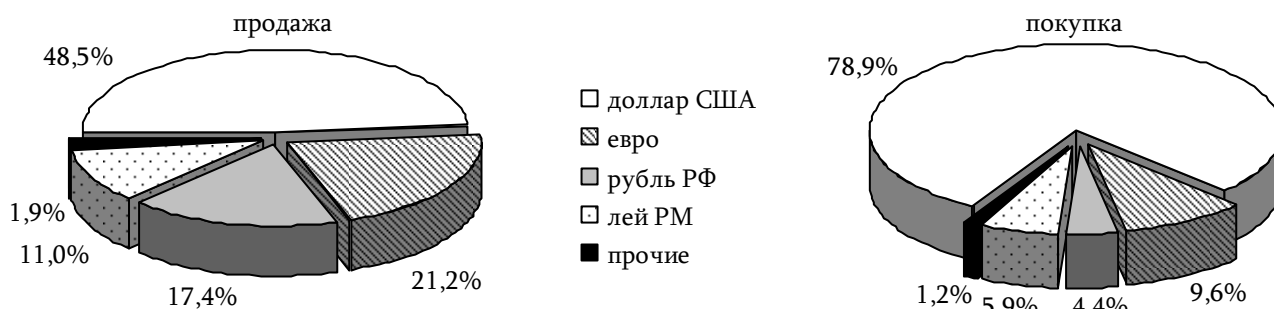 продажа
48,5%
1,9%
11,0%
17,4%
21,2%
доллар США
евро
рубль РФ
лей РМ
прочие
покупка
78,9%
1,2%
5,9%
4,4%
9,6%